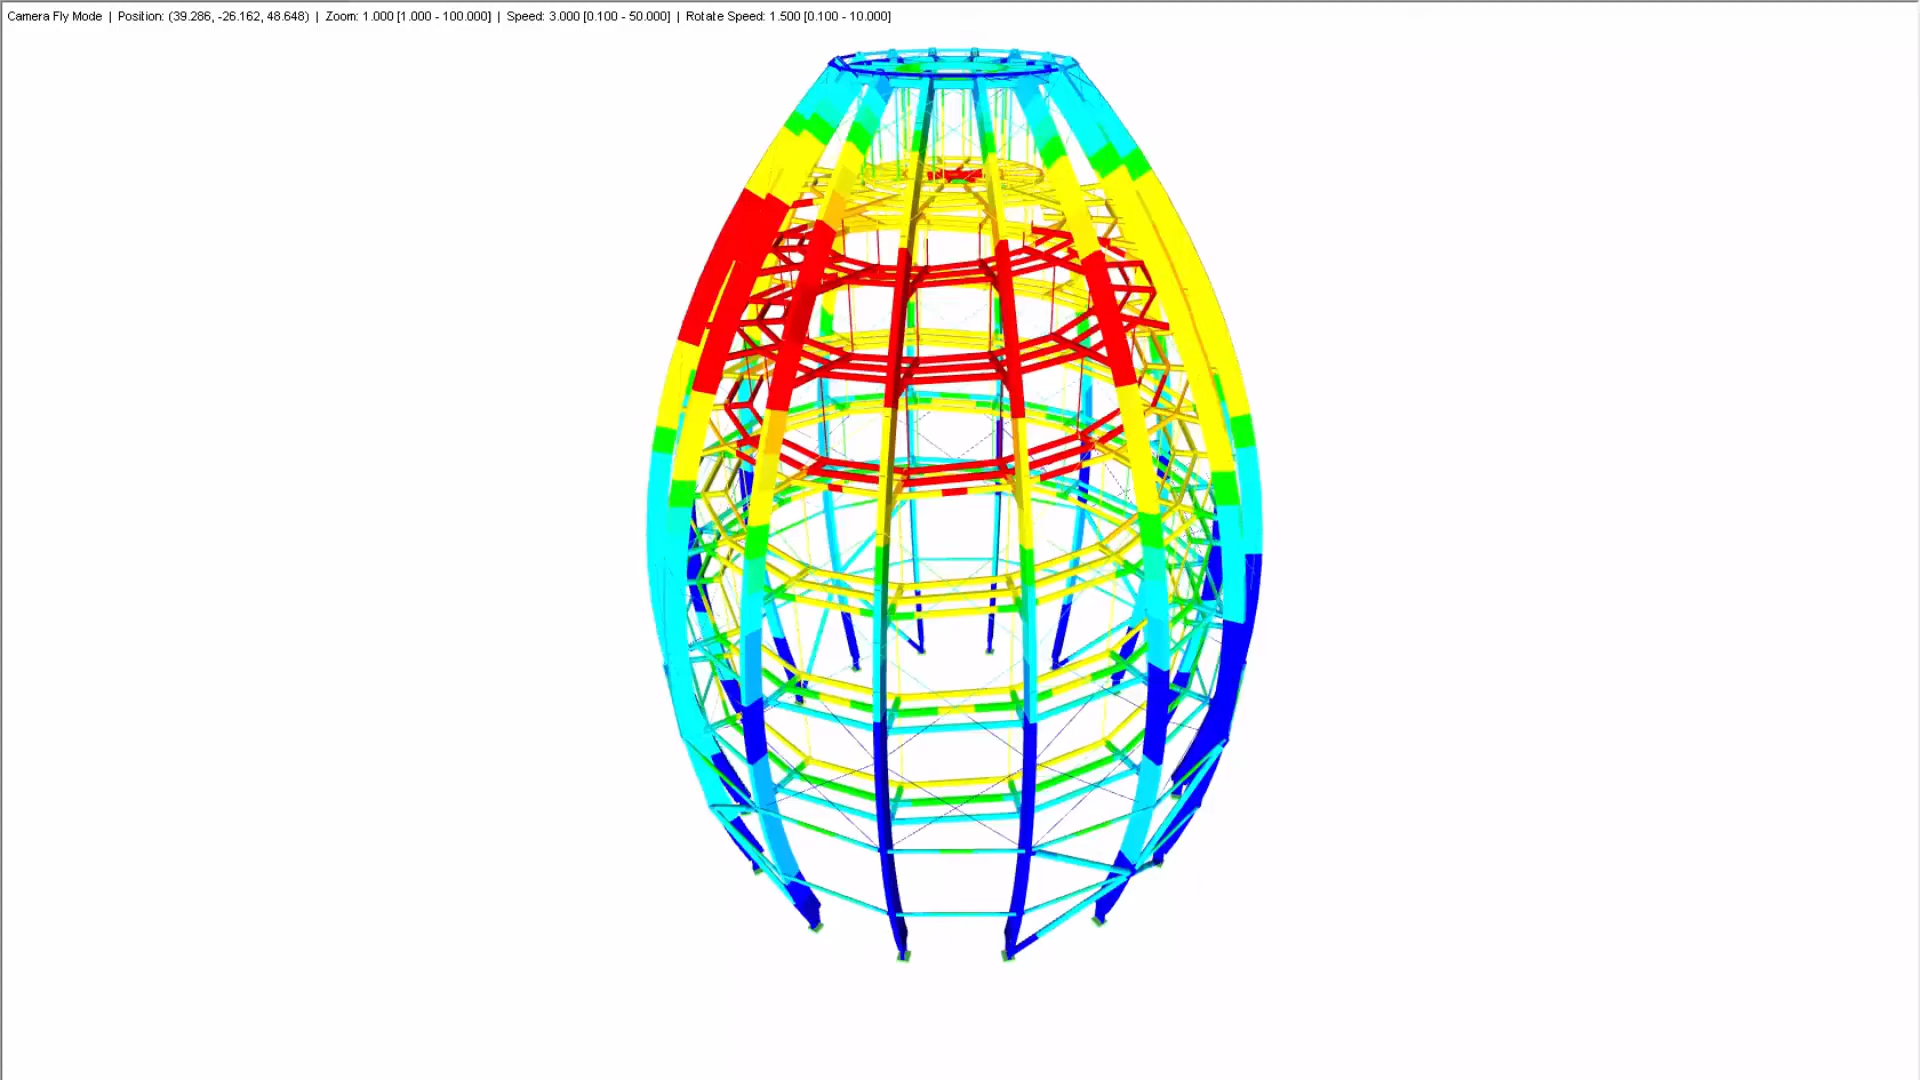 Camera Fly Mode | Position: (39.286, -26.162, 48.648) | Zoom: 1.000 [1.000 - 100.000] | Speed: 3.000 [0.100 - 50.000] | Rotate Speed: 1.500 [0.100 - 10.000]